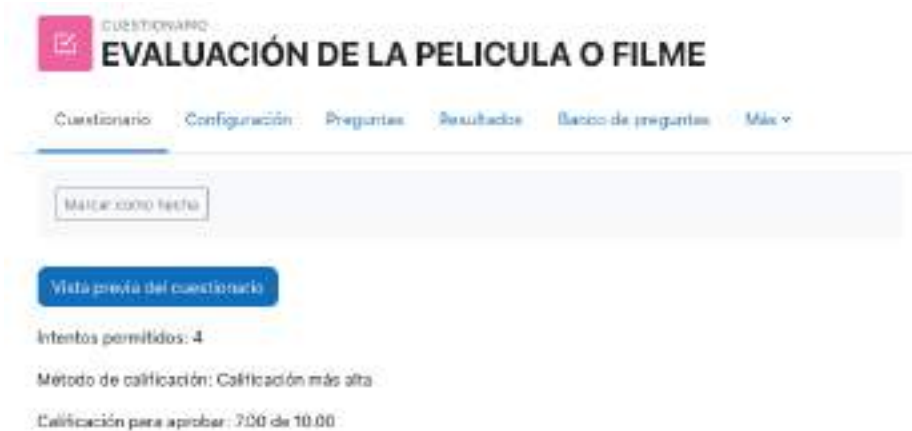 CUESTIONARIO
EVALUACIÓN DE LA PELICULA O FILME
Cuestionario Configuración Preguntas Resultados Banco de preguntas Más
Marcar como hecha
Vista previa del cuestionario
Intentos permitidos: 4
Método de calificación: Calificación más alta
Calificación para aprobar: 7.00 de 10.00